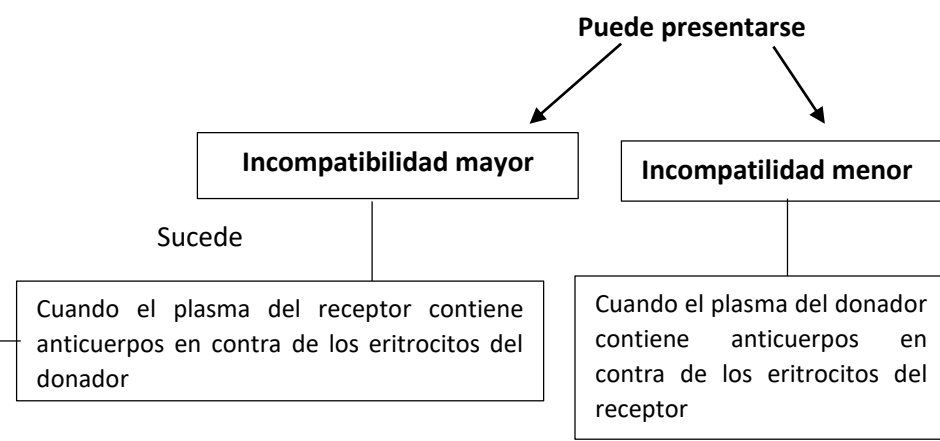 Puede presentarse
Incompatibilidad mayor
Incompatilidad menor
Sucede
Cuando el plasma del receptor contiene
anticuerpos en contra de los eritrocitos del
donador
Cuando el plasma del donador
contiene anticuerpos en
contra de los eritrocitos del
receptor